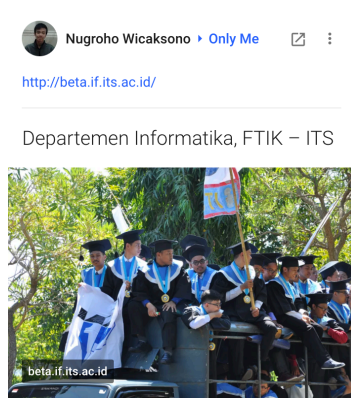 Nugroho Wicaksono Only Me
http://beta.if.its.ac.id/
Departemen Informatika, FTIK – ITS
beta.if.its.ac.id